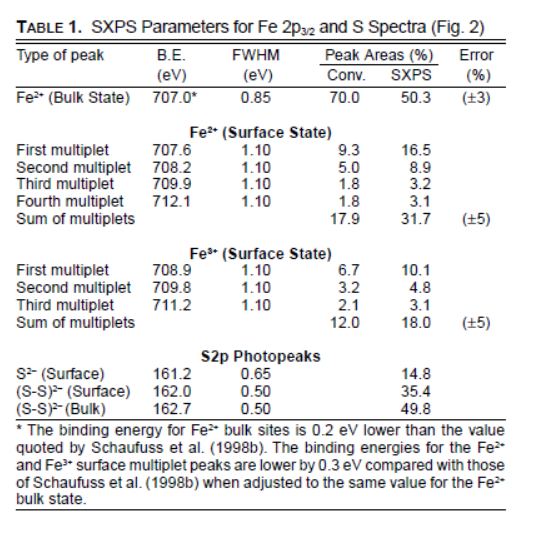 TABLE 1. SXPS Parameters for Fe 2p3/2 and S Spectra (Fig. 2)
Type of peak B.E. FWHM Peak Areas (%) Error
(eV) (eV) Conv. SXPS (%)
Fe²⁺ (Bulk State) 707.0* 0.85 70.0 50.3 (±3)
Fe²⁺ (Surface State)
First multiplet 707.6 1.10 9.3 16.5
Second multiplet 708.2 1.10 5.0 8.9
Third multiplet 709.9 1.10 1.8 3.2
Fourth multiplet 712.1 1.10 1.8 3.1
Sum of multiplets 17.9 31.7 (±5)
Fe³⁺ (Surface State)
First multiplet 708.9 1.10 6.7 10.1
Second multiplet 709.8 1.10 3.2 4.8
Third multiplet 711.2 1.10 2.1 3.1
Sum of multiplets 12.0 18.0 (±5)
S2p Photopeaks
S²⁻ (Surface) 161.2 0.65 14.8
(S-S)²⁻ (Surface) 162.0 0.50 35.4
(S-S)²⁻ (Bulk) 162.7 0.50 49.8
* The binding energy for Fe²⁺ bulk sites is 0.2 eV lower than the value
quoted by Schaufuss et al. (1998b). The binding energies for the Fe²⁺
and Fe³⁺ surface multiplet peaks are lower by 0.3 eV compared with those
of Schaufuss et al. (1998b) when adjusted to the same value for the Fe²⁺
bulk state.